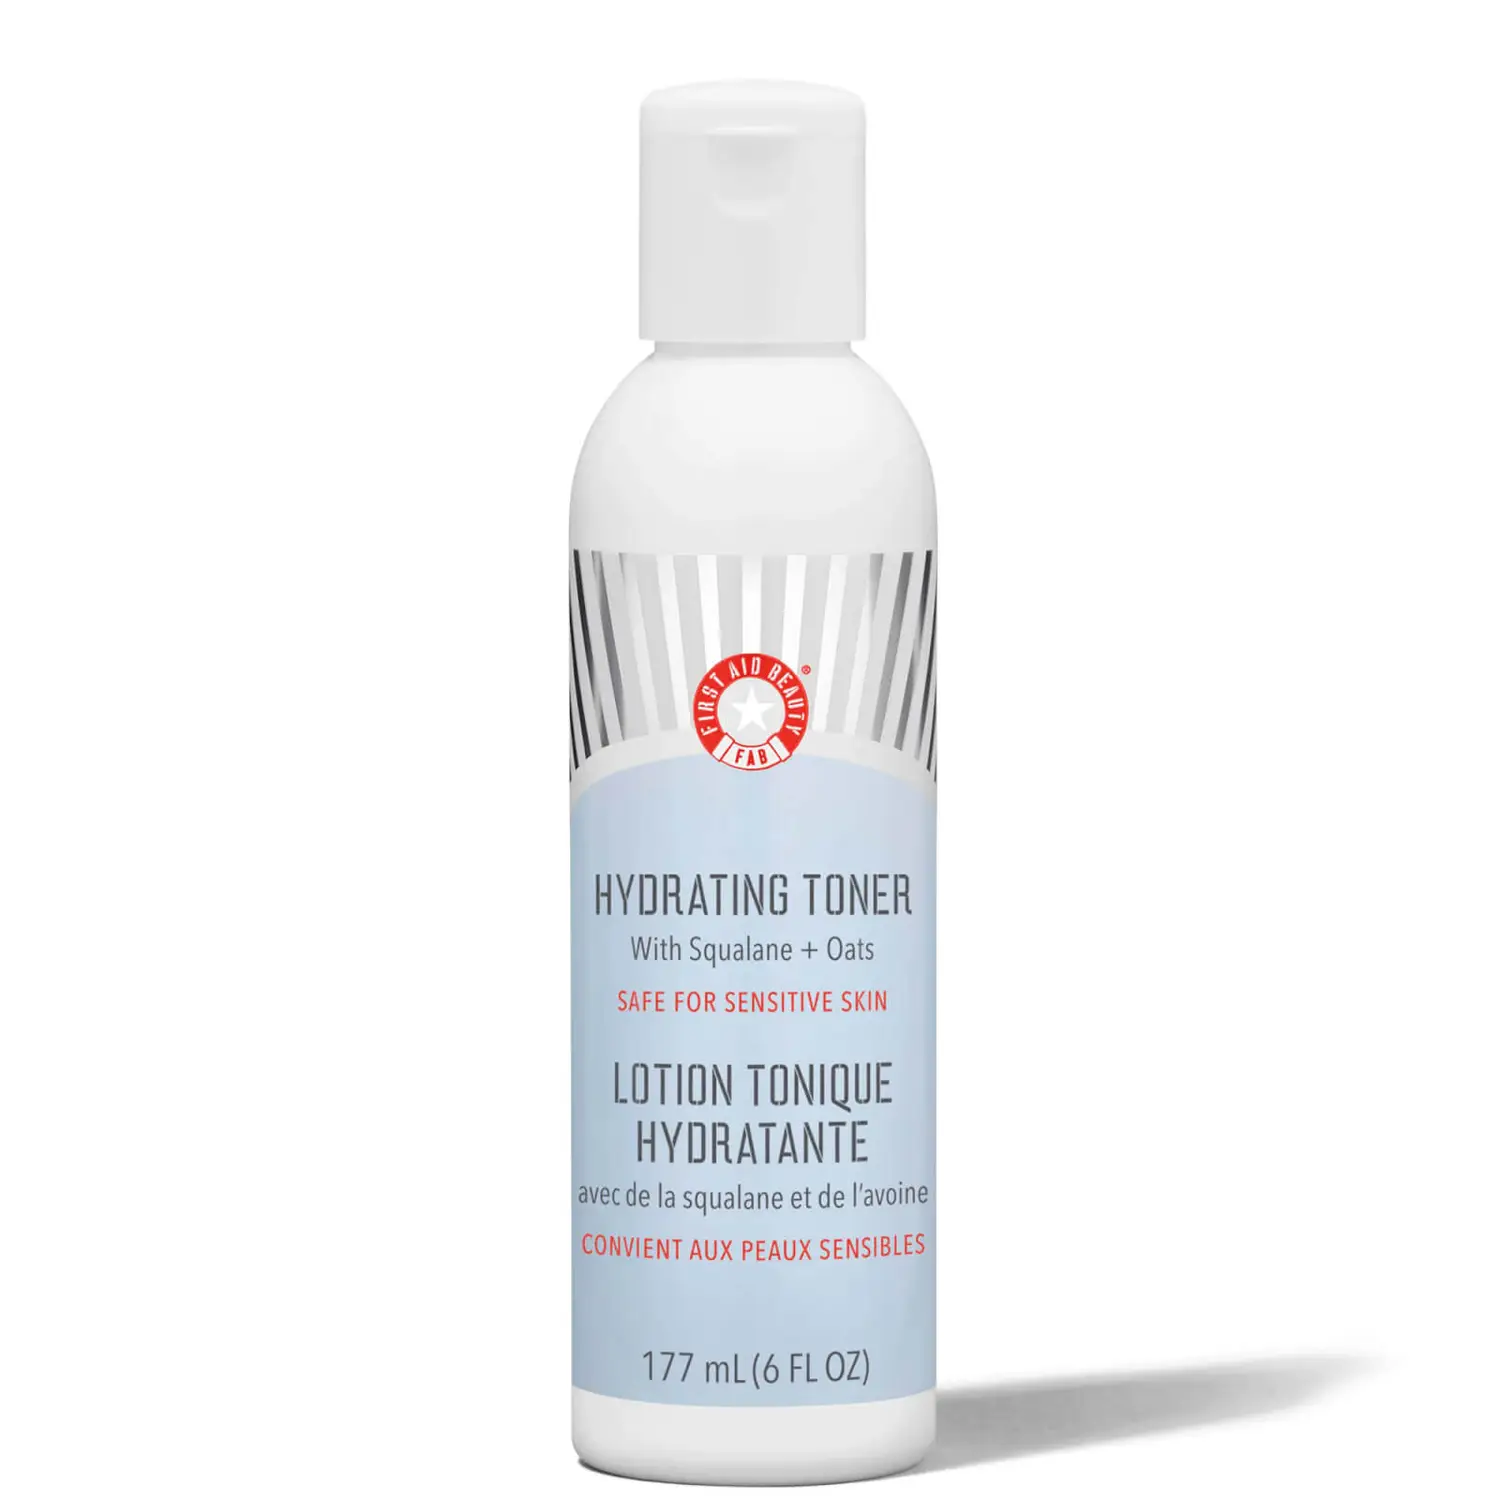 FIRST AID BEAUTY®
FAB
HYDRATING TONER
With Squalane + Oats
SAFE FOR SENSITIVE SKIN
LOTION TONIQUE
HYDRATANTE
avec de la squalane et de l'avoine
CONVIENT AUX PEAUX SENSIBLES
177 mL (6 FL OZ)